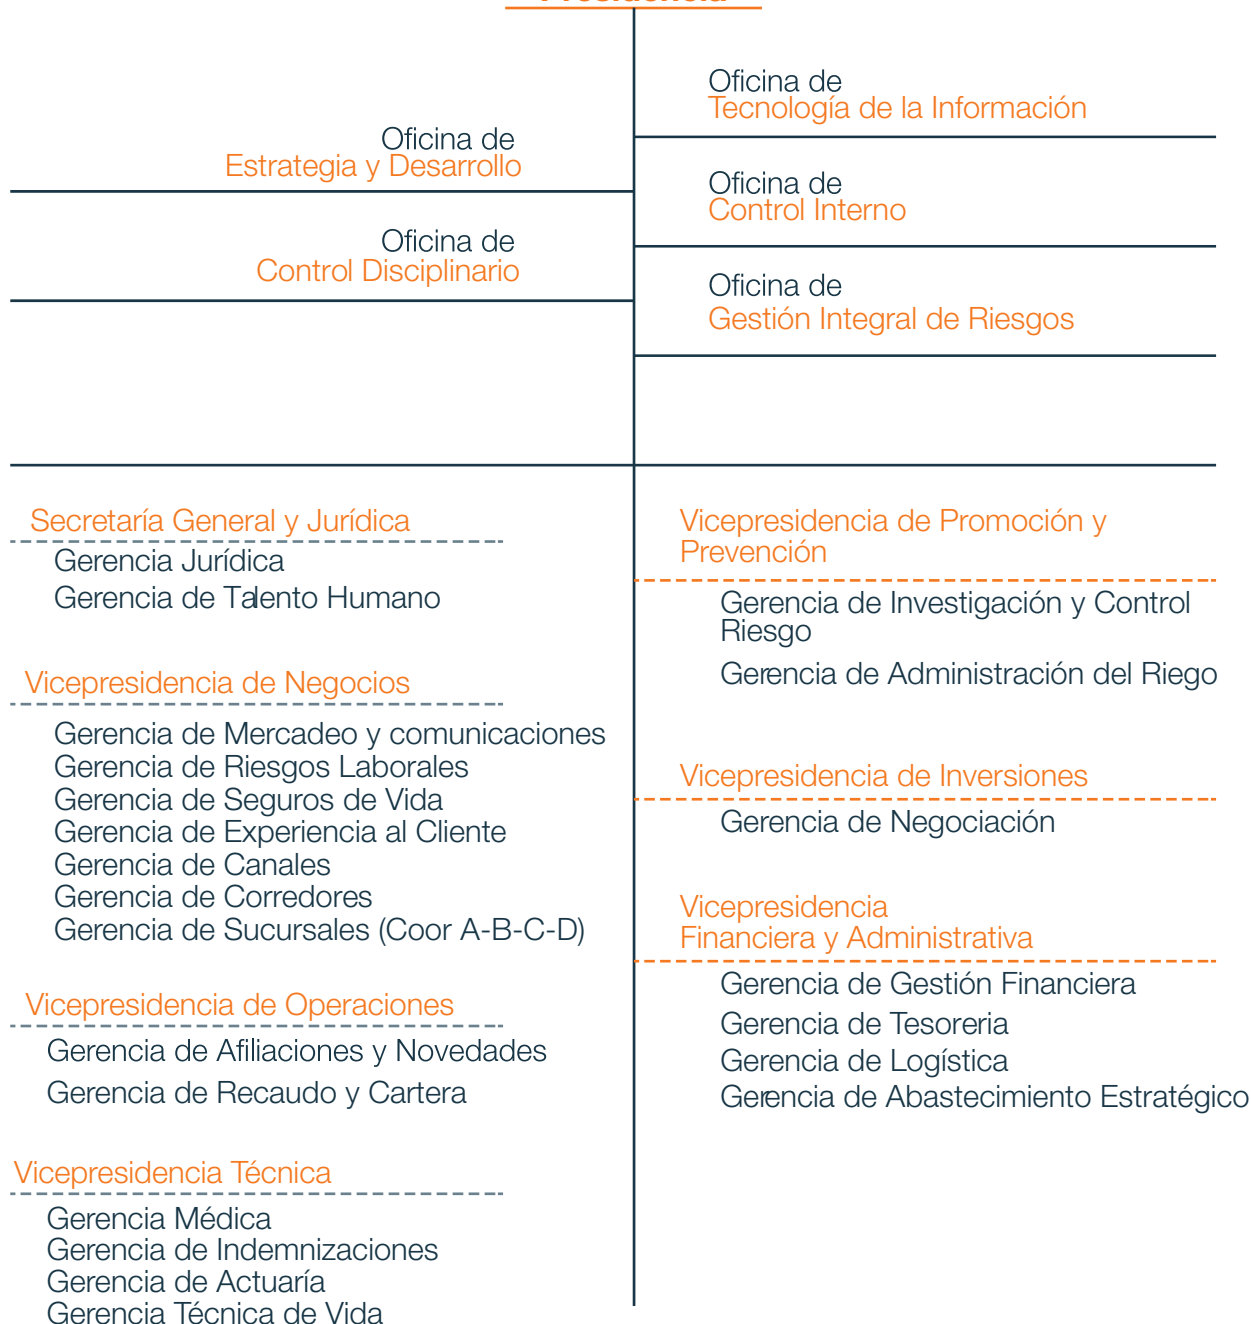 Presidencia
Oficina de
Estrategia y Desarrollo
Oficina de
Control Disciplinario
Oficina de
Tecnología de la Información
Oficina de
Control Interno
Oficina de
Gestión Integral de Riesgos
Secretaría General y Jurídica
Gerencia Jurídica
Gerencia de Talento Humano
Vicepresidencia de Negocios
Gerencia de Mercadeo y comunicaciones
Gerencia de Riesgos Laborales
Gerencia de Seguros de Vida
Gerencia de Experiencia al Cliente
Gerencia de Canales
Gerencia de Corredores
Gerencia de Sucursales (Coor A-B-C-D)
Vicepresidencia de Operaciones
Gerencia de Afiliaciones y Novedades
Gerencia de Recaudo y Cartera
Vicepresidencia Técnica
Gerencia Médica
Gerencia de Indemnizaciones
Gerencia de Actuaría
Gerencia Técnica de Vida
Vicepresidencia de Promoción y
Prevención
Gerencia de Investigación y Control
Riesgo
Gerencia de Administración del Riego
Vicepresidencia de Inversiones
Gerencia de Negociación
Vicepresidencia
Financiera y Administrativa
Gerencia de Gestión Financiera
Gerencia de Tesoreria
Gerencia de Logística
Gerencia de Abastecimiento Estratégico